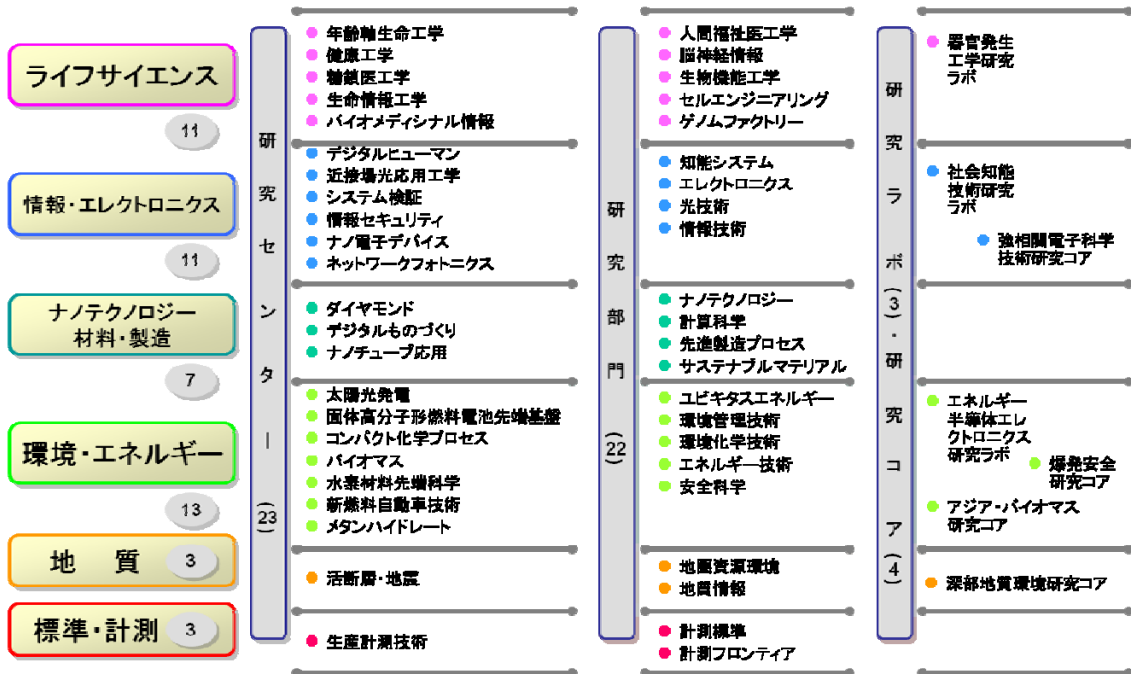 ライフサイエンス
11
情報・エレクトロニクス
11
ナノテクノロジー
材料・製造
7
環境・エネルギー
13
地 質 3
標準・計測 3
研究センター(23)
年齢軸生命工学
健康工学
糖鎖医工学
生命情報工学
バイオメディシナル情報
デジタルヒューマン
近接場光応用工学
システム検証
情報セキュリティ
ナノ電子デバイス
ネットワークフォトニクス
ダイヤモンド
デジタルものづくり
ナノチューブ応用
太陽光発電
固体高分子形燃料電池先端基盤
コンパクト化学プロセス
バイオマス
水素材料先端科学
新燃料自動車技術
メタンハイドレート
活断層・地震
生産計測技術
研究部門(22)
人間福祉医工学
脳神経情報
生物機能工学
セルエンジニアリング
ゲノムファクトリー
知能システム
エレクトロニクス
光技術
情報技術
ナノテクノロジー
計算科学
先進製造プロセス
サステナブルマテリアル
ユビキタスエネルギー
環境管理技術
環境化学技術
エネルギー技術
安全科学
地圏資源環境
地質情報
計測標準
計測フロンティア
研究ラボ(3)・研究コア(4)
器官発生
工学研究
ラボ
社会知能
技術研究
ラボ
強相関電子科学
技術研究コア
エネルギー
半導体エレ
クトロニクス
研究ラボ
爆発安全
研究コア
アジア・バイオマス
研究コア
深部地質環境研究コア